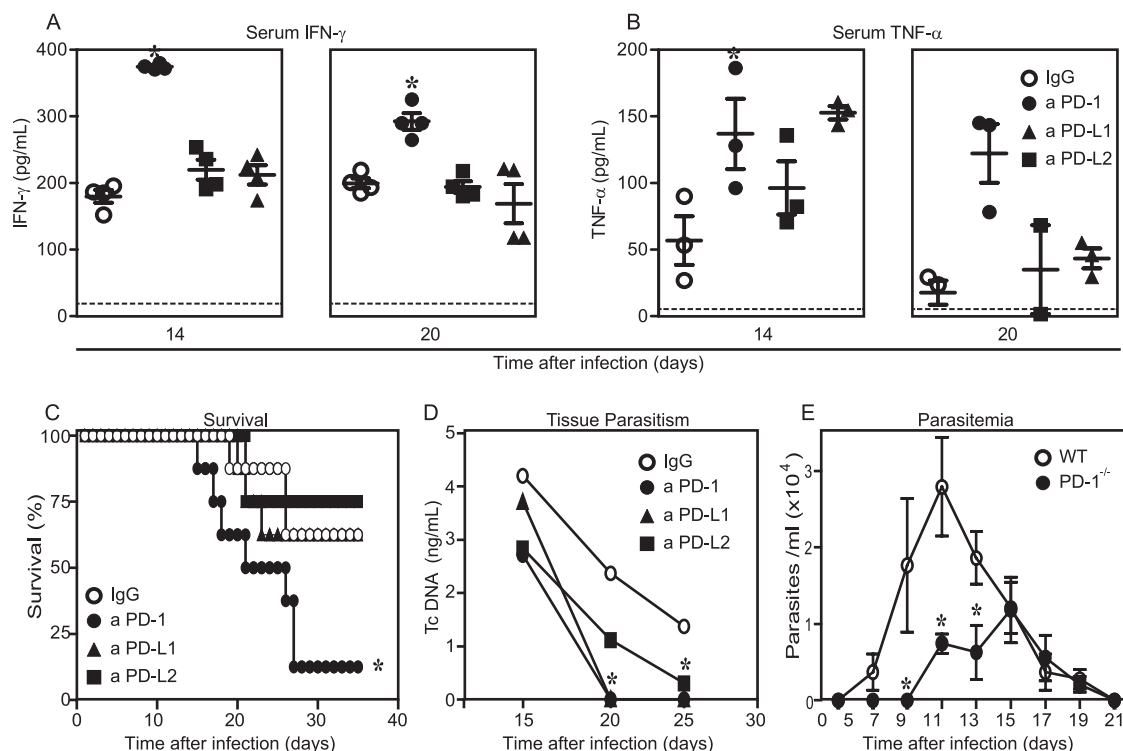 A
Serum IFN-γ
IFN-γ (pg/mL)
400
300
200
100
0
*
*
14
20
B
Serum TNF-α
TNF-α (pg/mL)
200
150
100
50
0
*
IgG
a PD-1
a PD-L1
a PD-L2
14
20
Time after infection (days)
C
Survival
Survival (%)
100
75
50
25
0
IgG
a PD-1
a PD-L1
a PD-L2
*
0 10 20 30 40
Time after infection (days)
D
Tissue Parasitism
Tc DNA (ng/mL)
5
4
3
2
1
0
IgG
a PD-1
a PD-L1
a PD-L2
* *
15 20 25 30
Time after infection (days)
E
Parasitemia
Parasites /ml (x10⁴)
3
2
1
0
WT
PD-1⁻/⁻
* * *
0 5 7 9 11 13 15 17 19 21
Time after infection (days)